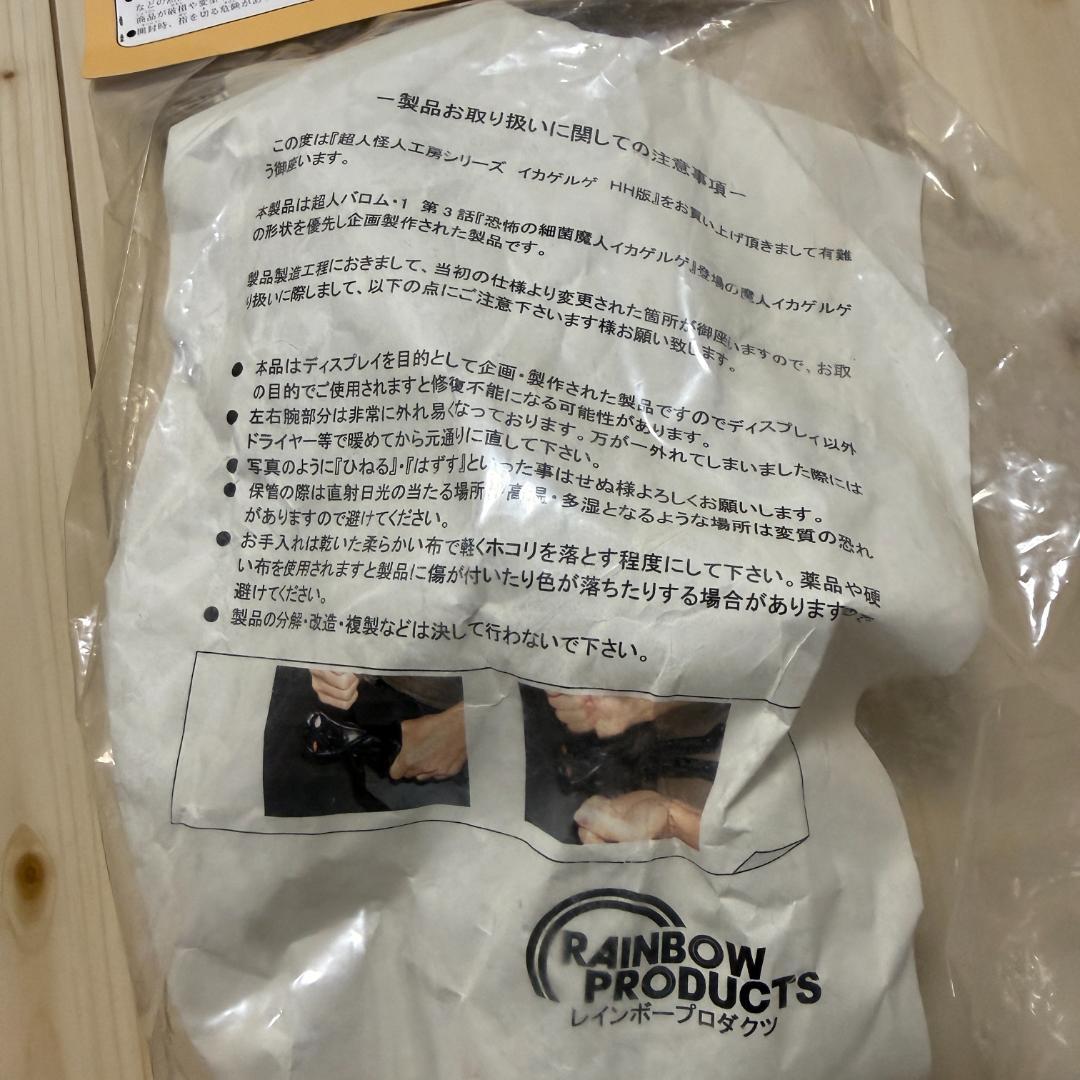 商品が破損や変
●開封時、指を切る危険があ
ー製品お取り扱いに関しての注意事項ー
この度は『超人怪人工房シリーズ イカゲルゲ HH版』をお買い上げ頂きまして有難
う御座います。
本製品は超人バロム・1 第3話『恐怖の細菌魔人イカゲルゲ』登場の魔人イカゲルゲ
の形状を優先し企画製作された製品です。
製品製造工程におきまして、当初の仕様より変更された箇所が御座いますので、お取
り扱いに際しまして、以下の点にご注意下さいます様お願い致します。
● 本品はディスプレイを目的として企画・製作された製品ですのでディスプレイ以外
の目的でご使用されますと修復不能になる可能性があります。
● 左右腕部分は非常に外れ易くなっております。万が一外れてしまいました際には
ドライヤー等で暖めてから元通りに直して下さい。
● 写真のように『ひねる』・『はずす』といった事はせぬ様よろしくお願いします。
● 保管の際は直射日光の当たる場所 高温・多湿となるような場所は変質の恐れ
がありますので避けてください。
● お手入れは乾いた柔らかい布で軽くホコリを落とす程度にして下さい。薬品や硬
い布を使用されますと製品に傷が付いたり色が落ちたりする場合があります
避けてください。
● 製品の分解・改造・複製などは決して行わないで下さい。
RAINBOW
PRODUCTS
レインボープロダクツ